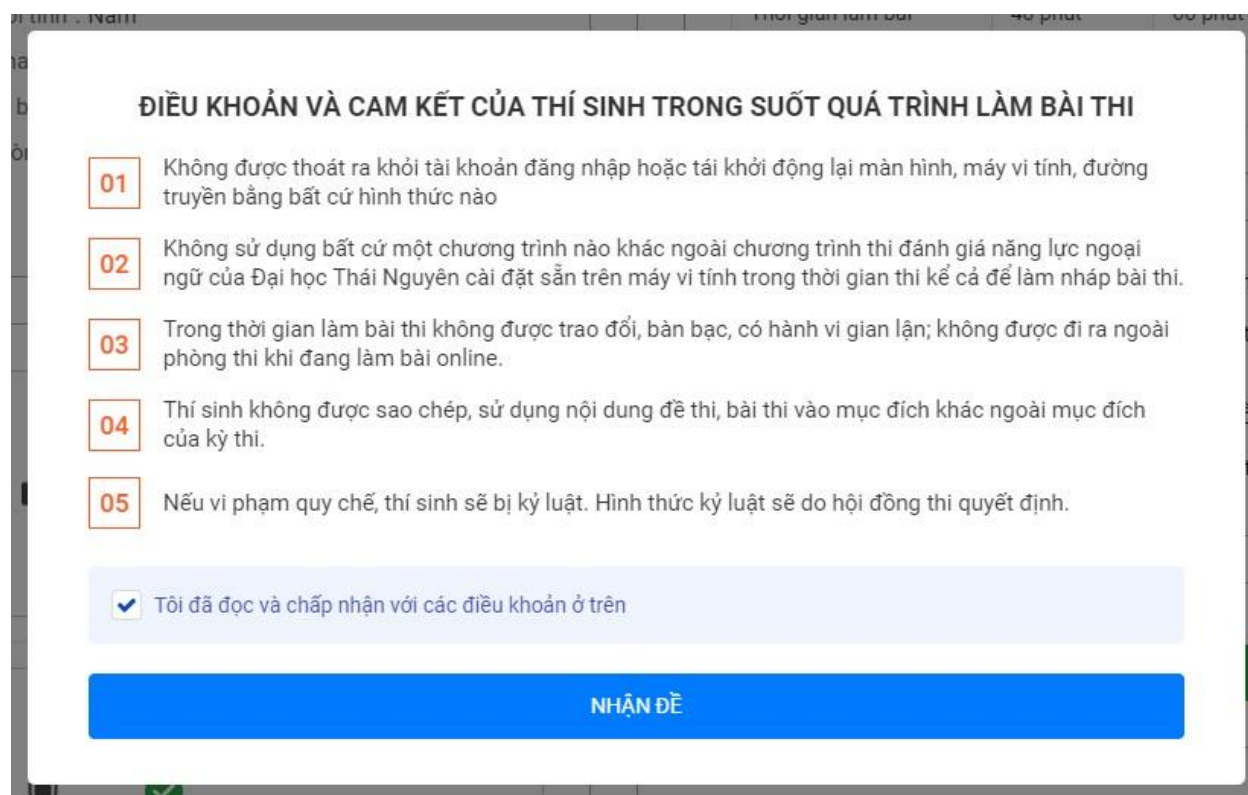 : Nam
Thời gian làm bài 40 phút 60 phút
ĐIỀU KHOẢN VÀ CAM KẾT CỦA THÍ SINH TRONG SUỐT QUÁ TRÌNH LÀM BÀI THI
01 Không được thoát ra khỏi tài khoản đăng nhập hoặc tái khởi động lại màn hình, máy vi tính, đường
truyền bằng bất cứ hình thức nào
02 Không sử dụng bất cứ một chương trình nào khác ngoài chương trình thi đánh giá năng lực ngoại
ngữ của Đại học Thái Nguyên cài đặt sẵn trên máy vi tính trong thời gian thi kể cả để làm nháp bài thi.
03 Trong thời gian làm bài thi không được trao đổi, bàn bạc, có hành vi gian lận; không được đi ra ngoài
phòng thi khi đang làm bài online.
04 Thí sinh không được sao chép, sử dụng nội dung đề thi, bài thi vào mục đích khác ngoài mục đích
của kỳ thi.
05 Nếu vi phạm quy chế, thí sinh sẽ bị kỷ luật. Hình thức kỷ luật sẽ do hội đồng thi quyết định.
Tôi đã đọc và chấp nhận với các điều khoản ở trên
NHẬN ĐỀ